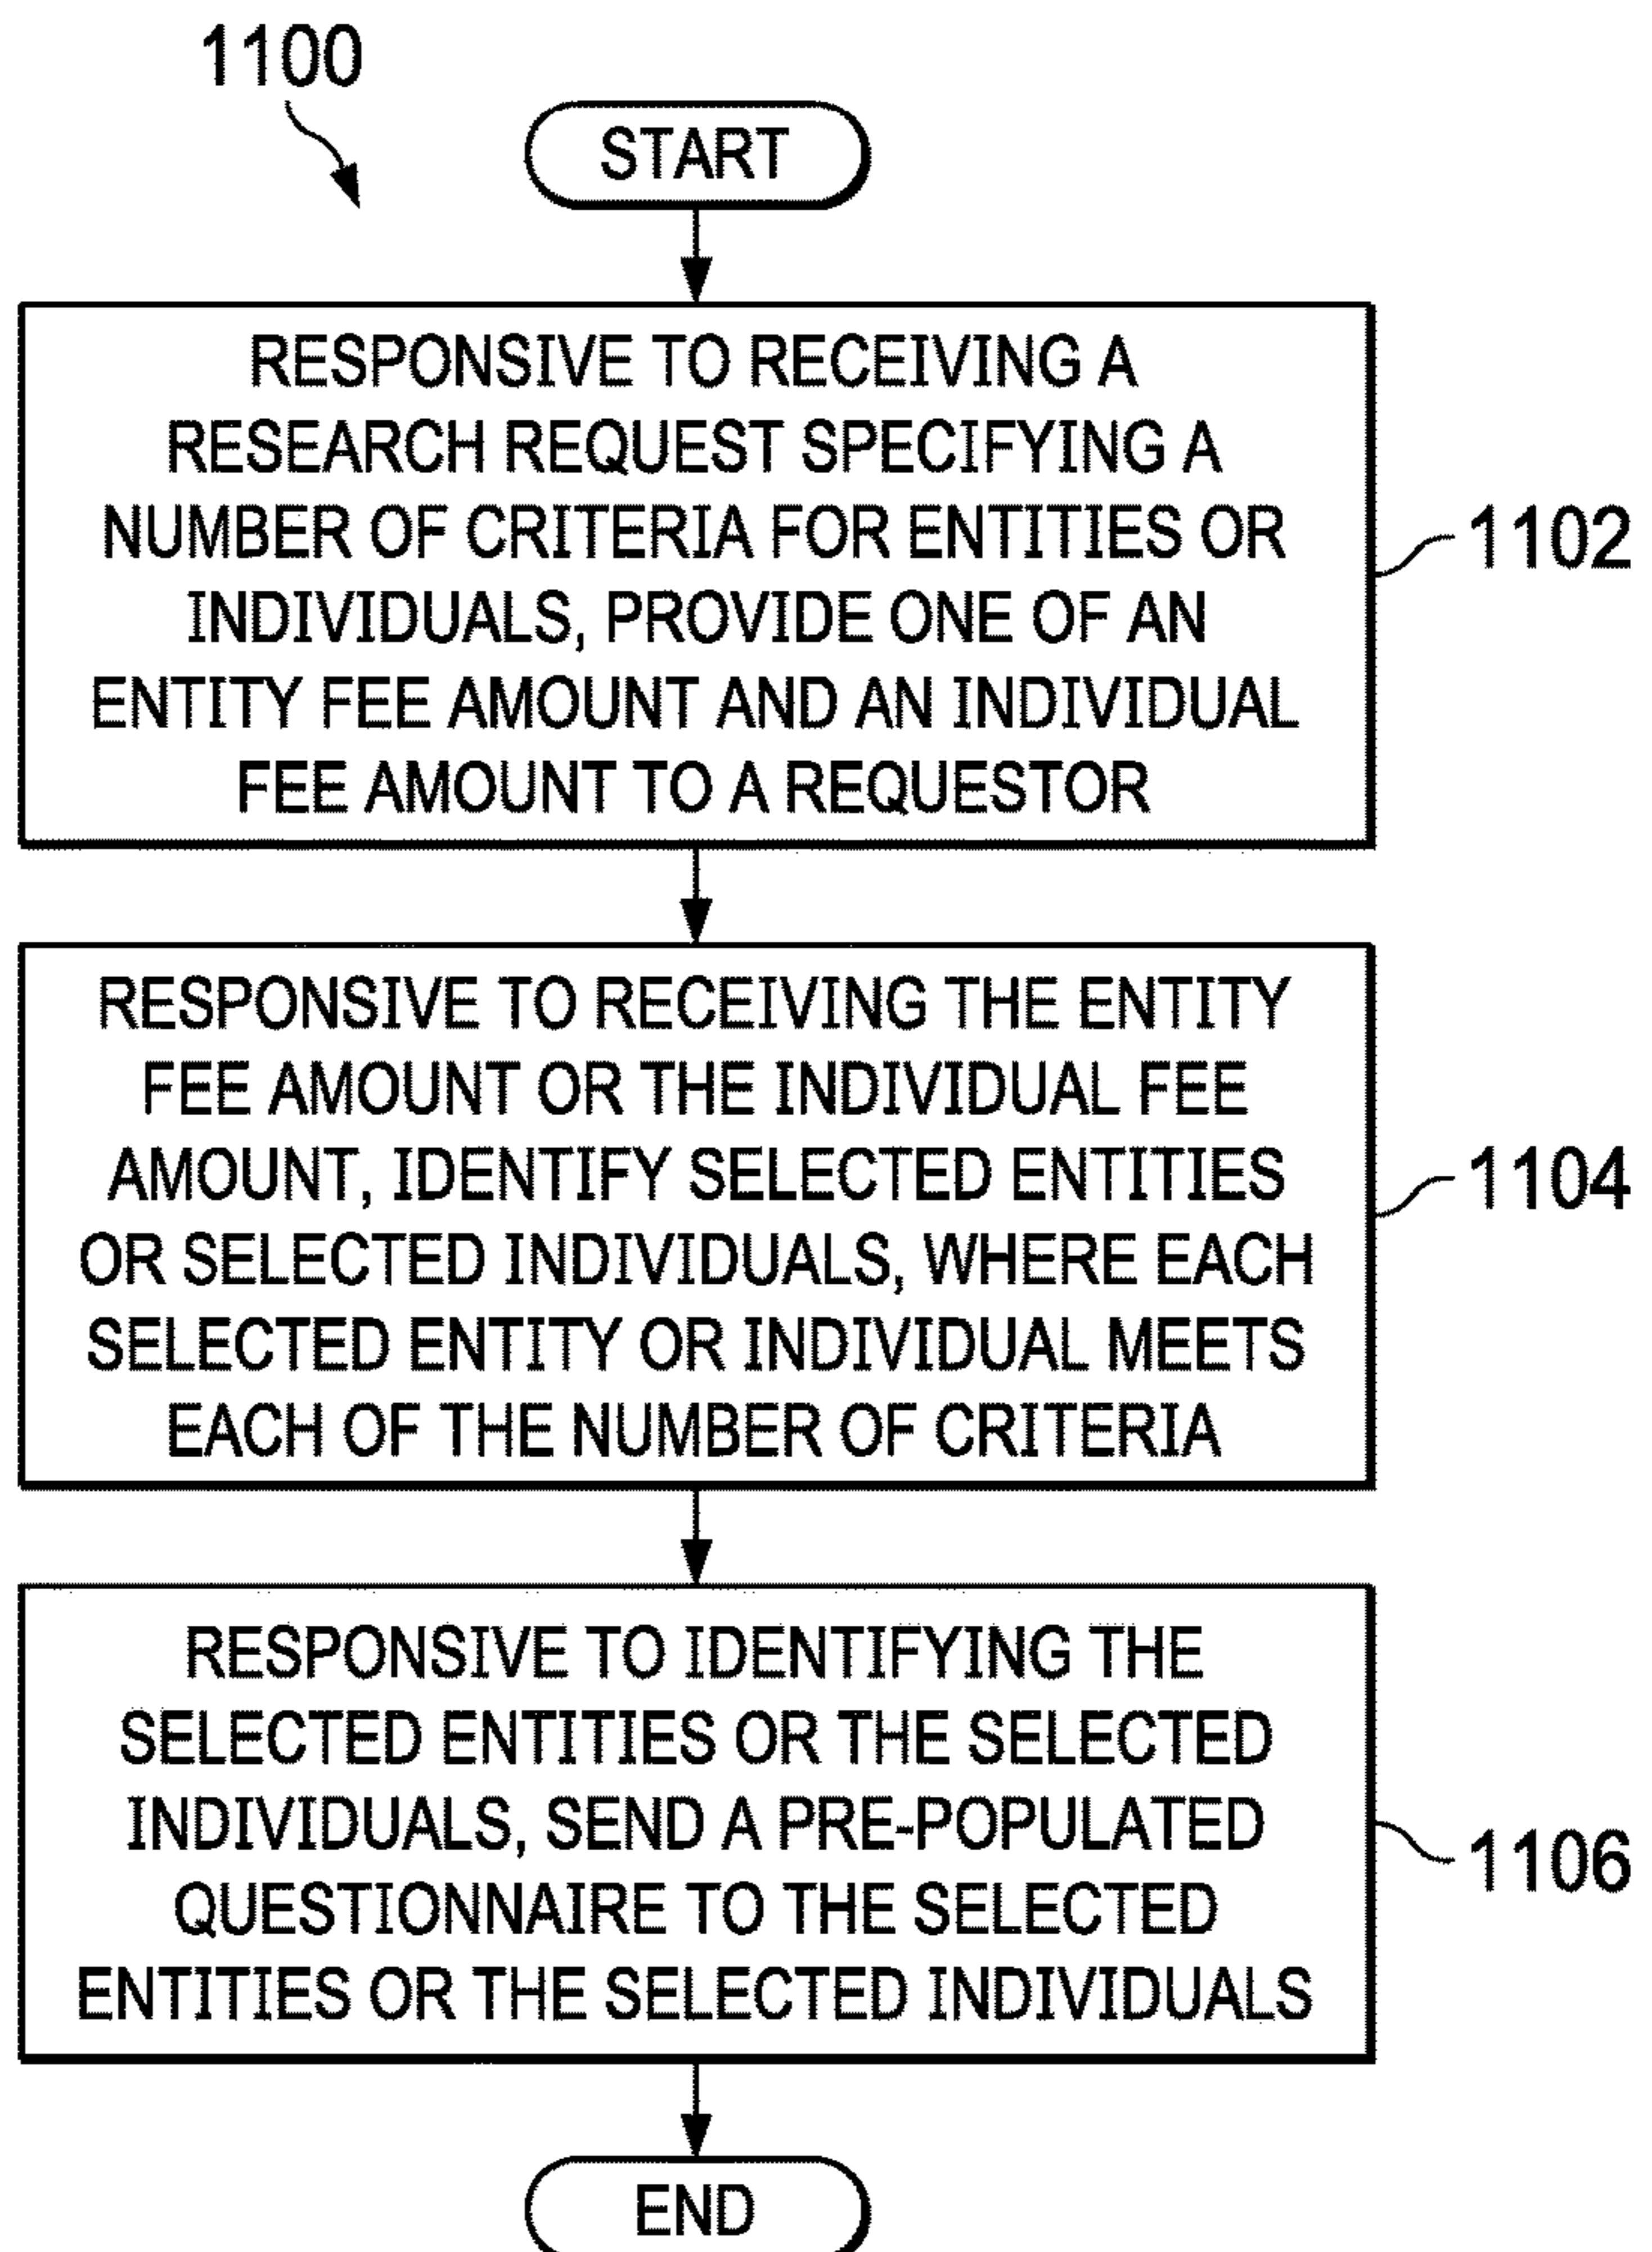 1100
START
RESPONSIVE TO RECEIVING A
RESEARCH REQUEST SPECIFYING A
NUMBER OF CRITERIA FOR ENTITIES OR
INDIVIDUALS, PROVIDE ONE OF AN
ENTITY FEE AMOUNT AND AN INDIVIDUAL
FEE AMOUNT TO A REQUESTOR
1102
RESPONSIVE TO RECEIVING THE ENTITY
FEE AMOUNT OR THE INDIVIDUAL FEE
AMOUNT, IDENTIFY SELECTED ENTITIES
OR SELECTED INDIVIDUALS, WHERE EACH
SELECTED ENTITY OR INDIVIDUAL MEETS
EACH OF THE NUMBER OF CRITERIA
1104
RESPONSIVE TO IDENTIFYING THE
SELECTED ENTITIES OR THE SELECTED
INDIVIDUALS, SEND A PRE-POPULATED
QUESTIONNAIRE TO THE SELECTED
ENTITIES OR THE SELECTED INDIVIDUALS
1106
END